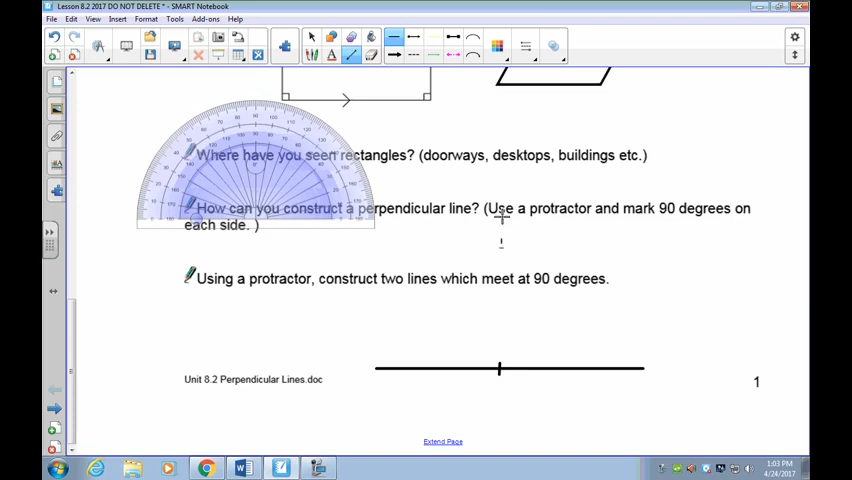 Lesson 8.2 2017 DO NOT DELETE * - SMART Notebook
File Edit View Insert Format Tools Add-ons Help
Where have you seen rectangles? (doorways, desktops, buildings etc.)
How can you construct a perpendicular line? (Use a protractor and mark 90 degrees on
each side. )
Using a protractor, construct two lines which meet at 90 degrees.
Unit 8.2 Perpendicular Lines.doc
1
Extend Page
1:03 PM
4/24/2017